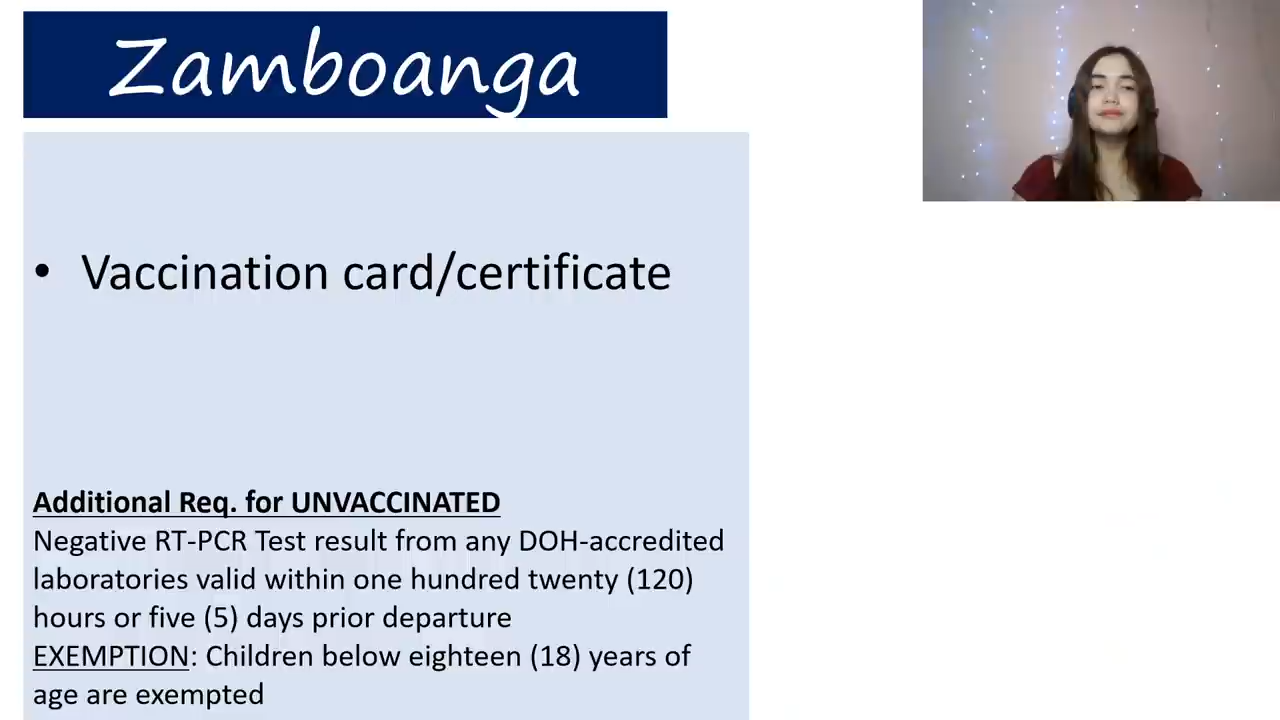 Zamboanga
• Vaccination card/certificate
Additional Req. for UNVACCINATED
Negative RT-PCR Test result from any DOH-accredited
laboratories valid within one hundred twenty (120)
hours or five (5) days prior departure
EXEMPTION: Children below eighteen (18) years of
age are exempted